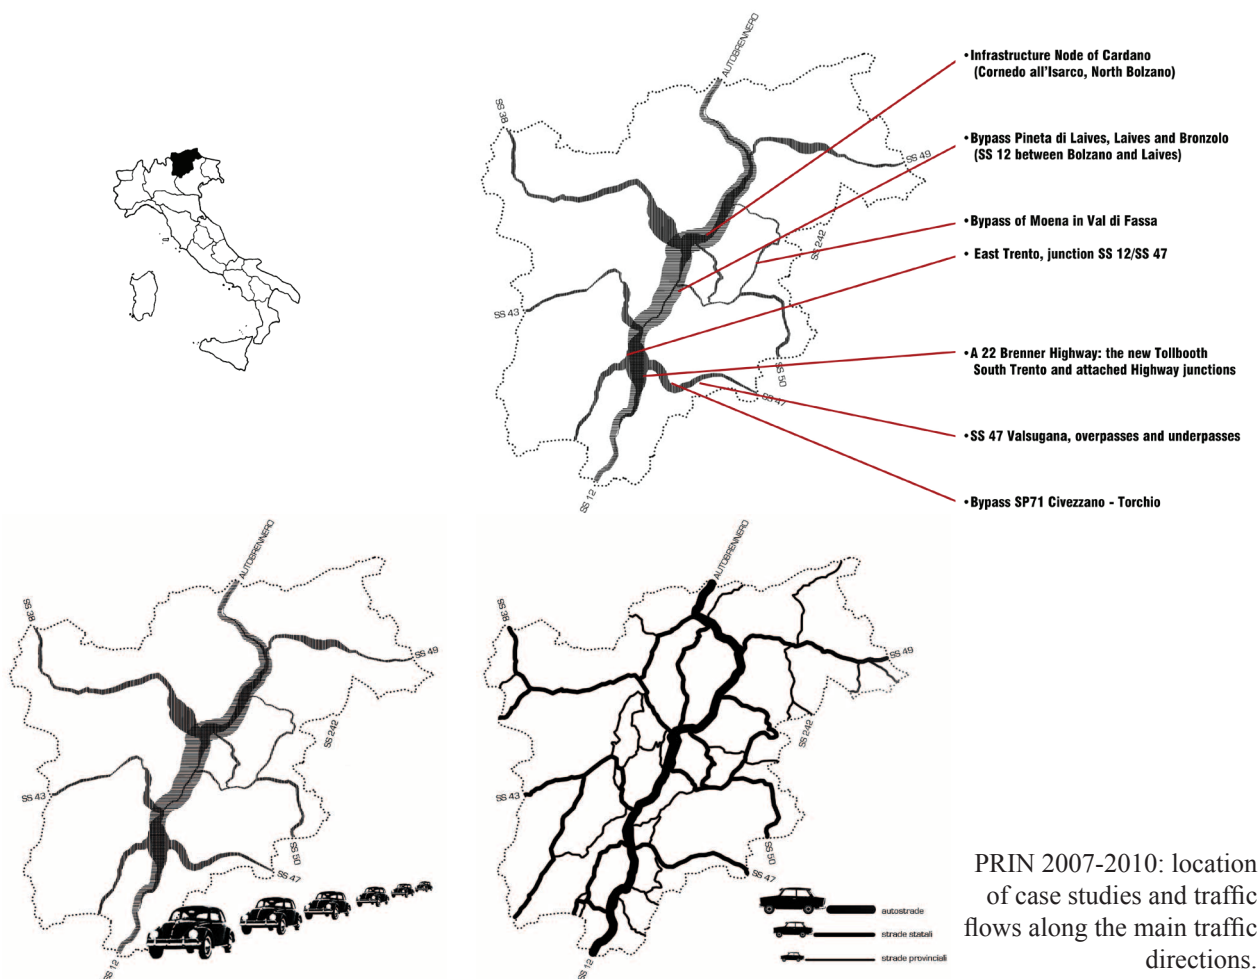 AUTOBRENNERO
SS 38
SS 49
SS 242
SS 43
SS 50
SS 47
SS 12
•Infrastructure Node of Cardano
(Cornedo all'Isarco, North Bolzano)
•Bypass Pineta di Laives, Laives and Bronzolo
(SS 12 between Bolzano and Laives)
•Bypass of Moena in Val di Fassa
• East Trento, junction SS 12/SS 47
•A 22 Brenner Highway: the new Tollbooth
South Trento and attached Highway junctions
•SS 47 Valsugana, overpasses and underpasses
•Bypass SP71 Civezzano - Torchio
AUTOBRENNERO
SS 38
SS 49
SS 242
SS 43
SS 50
SS 47
SS 12
AUTOBRENNERO
SS 38
SS 49
SS 242
SS 43
SS 50
SS 47
SS 12
autostrade
strade statali
strade provinciali
PRIN 2007-2010: location
of case studies and traffic
flows along the main traffic
directions.